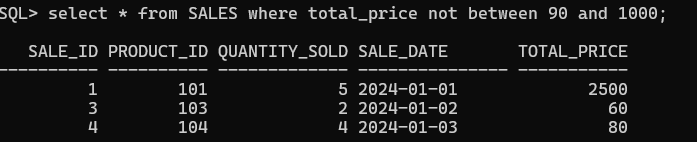 SQL> select * from SALES where total_price not between 90 and 1000;
SALE_ID PRODUCT_ID QUANTITY_SOLD SALE_DATE TOTAL_PRICE
---------- ---------- ------------- --------------- -----------
1 101 5 2024-01-01 2500
3 103 2 2024-01-02 60
4 104 4 2024-01-03 80